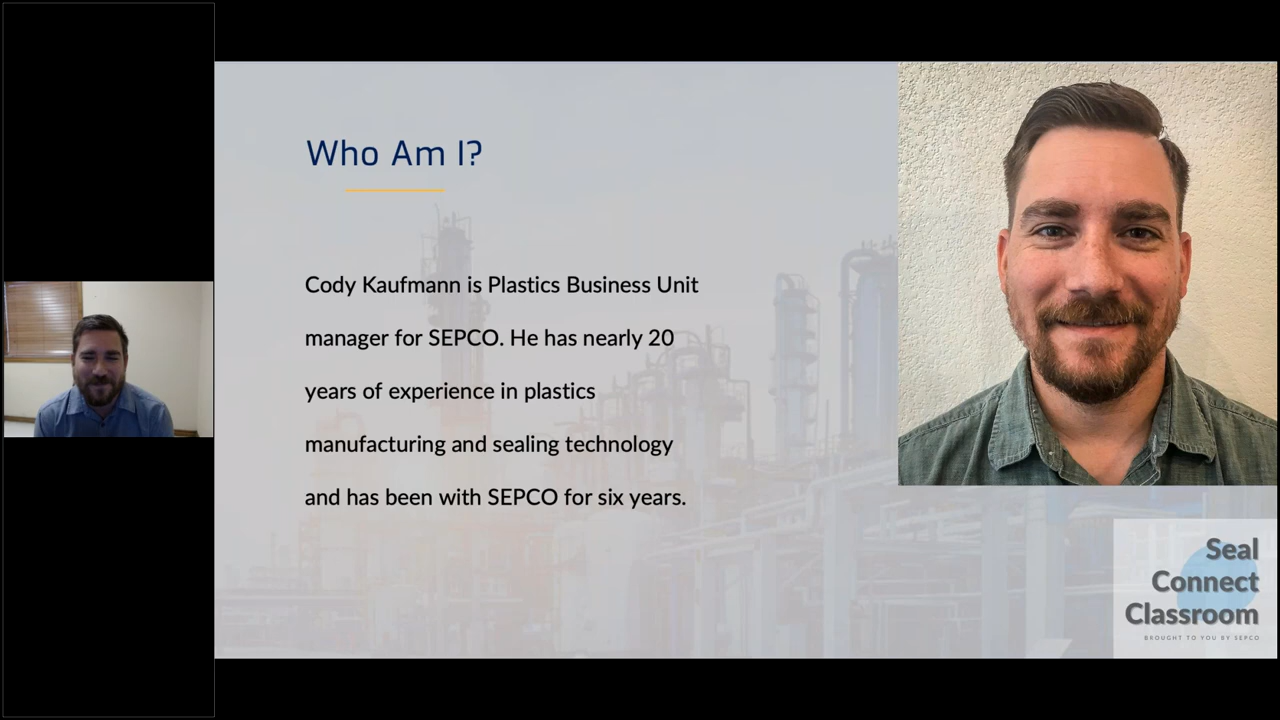 Who Am I?
Cody Kaufmann is Plastics Business Unit
manager for SEPCO. He has nearly 20
years of experience in plastics
manufacturing and sealing technology
and has been with SEPCO for six years.
Seal
Connect
Classroom
BROUGHT TO YOU BY SEPCO